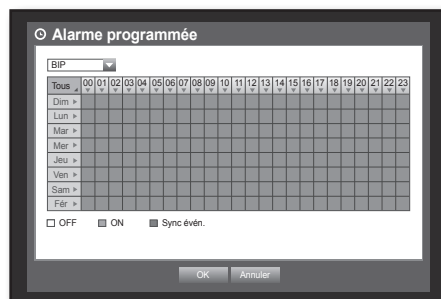 Alarme programmée
BIP
Tous 00 01 02 03 04 05 06 07 08 09 10 11 12 13 14 15 16 17 18 19 20 21 22 23
Dim
Lun
Mar
Mer
Jeu
Ven
Sam
Fér
OFF ON Sync évén.
OK Annuler